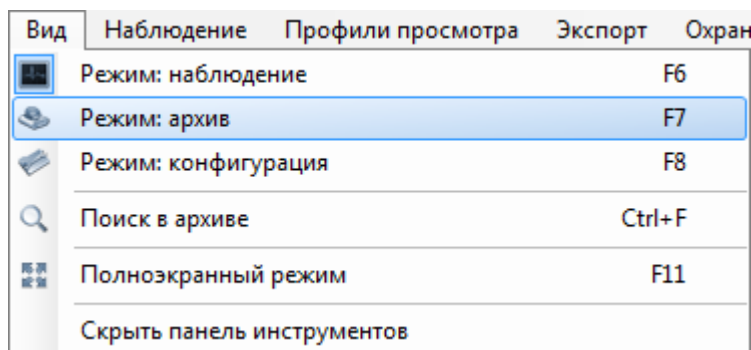 Вид Наблюдение Профили просмотра Экспорт Охран
Режим: наблюдение F6
Режим: архив F7
Режим: конфигурация F8
Поиск в архиве Ctrl+F
Полноэкранный режим F11
Скрыть панель инструментов